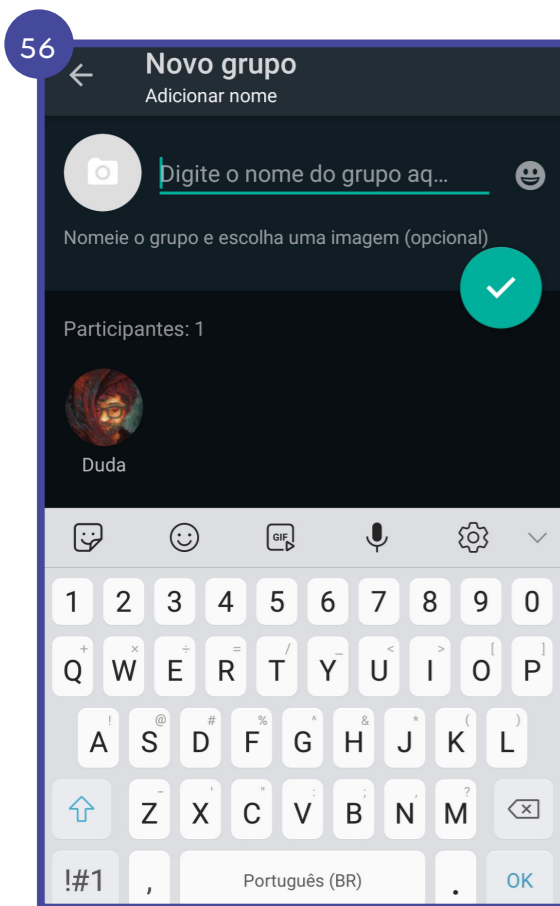 56
Novo grupo
Adicionar nome
Digite o nome do grupo aq...
Nomeie o grupo e escolha uma imagem (opcional)
Participantes: 1
Duda
GIF
1 2 3 4 5 6 7 8 9 0
+ × ÷ = / _ < > [ ]
Q W E R T Y U I O P
! @ # % ^ & * ( )
A S D F G H J K L
- ' " : ; , ?
Z X C V B N M
!#1 , Português (BR) . OK